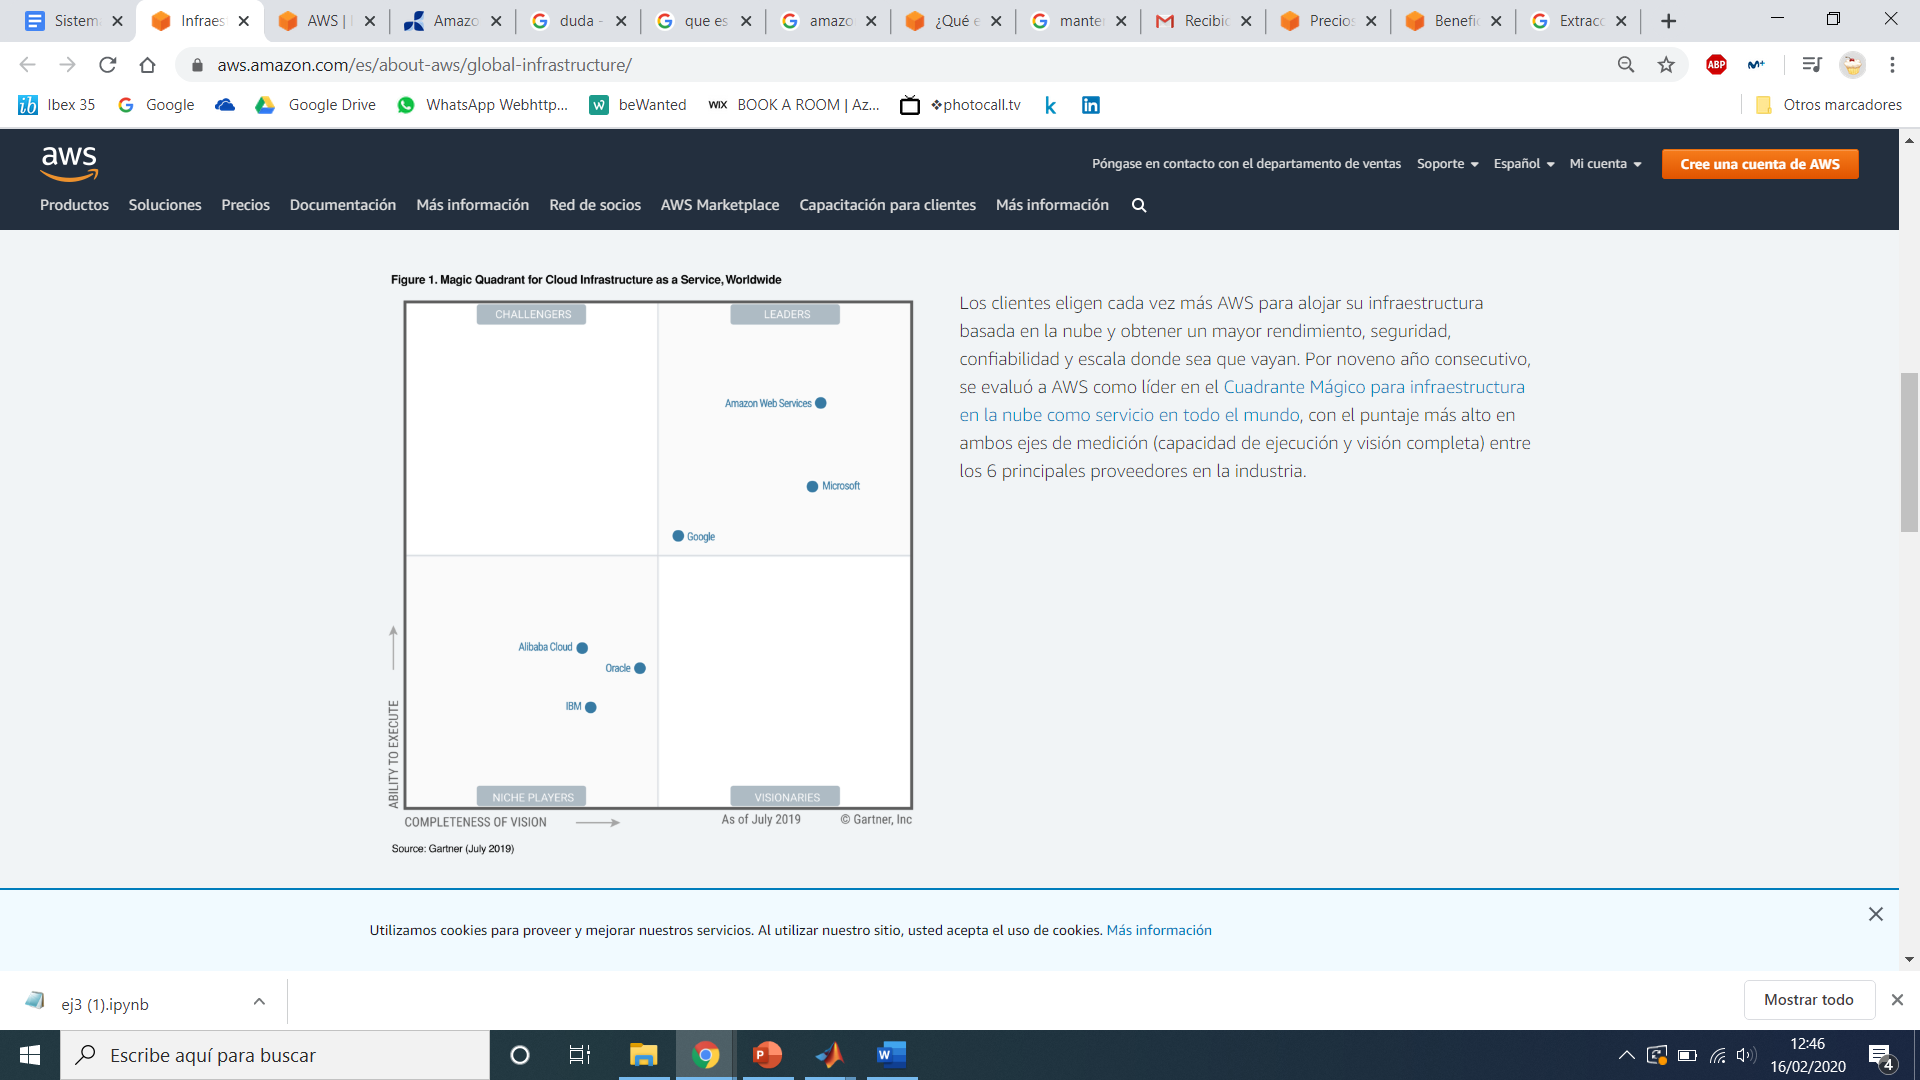 Sistema
Infraes
AWS |
Amazo
duda -
que es
amazo
¿Qué e
manter
Recibid
Precios
Benefic
Extracc
aws.amazon.com/es/about-aws/global-infrastructure/
ABP
M+
Ibex 35
Google
Google Drive
WhatsApp Webhttp...
beWanted
WIX
BOOK A ROOM | Az...
❖photocall.tv
Otros marcadores
aws
Póngase en contacto con el departamento de ventas
Soporte
Español
Mi cuenta
Cree una cuenta de AWS
Productos
Soluciones
Precios
Documentación
Más información
Red de socios
AWS Marketplace
Capacitación para clientes
Más información
Figure 1. Magic Quadrant for Cloud Infrastructure as a Service, Worldwide
CHALLENGERS
LEADERS
Amazon Web Services
Microsoft
Google
Alibaba Cloud
Oracle
IBM
NICHE PLAYERS
VISIONARIES
ABILITY TO EXECUTE
COMPLETENESS OF VISION
As of July 2019
© Gartner, Inc
Source: Gartner (July 2019)
Los clientes eligen cada vez más AWS para alojar su infraestructura
basada en la nube y obtener un mayor rendimiento, seguridad,
confiabilidad y escala donde sea que vayan. Por noveno año consecutivo,
se evaluó a AWS como líder en el Cuadrante Mágico para infraestructura
en la nube como servicio en todo el mundo, con el puntaje más alto en
ambos ejes de medición (capacidad de ejecución y visión completa) entre
los 6 principales proveedores en la industria.
Utilizamos cookies para proveer y mejorar nuestros servicios. Al utilizar nuestro sitio, usted acepta el uso de cookies. Más información
ej3 (1).ipynb
Mostrar todo
Escribe aquí para buscar
12:46
16/02/2020
4